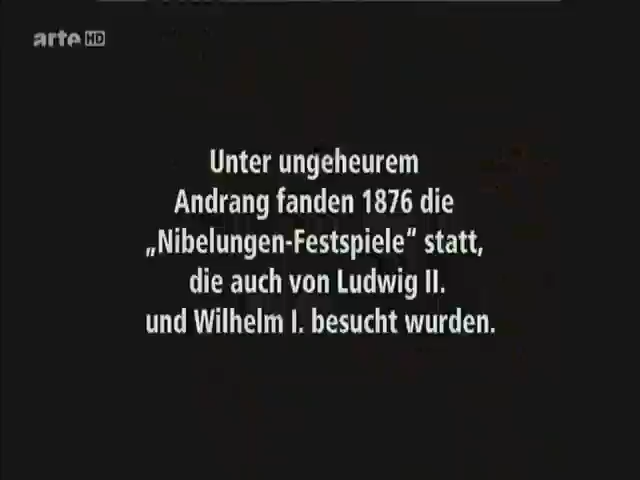 arte HD
Unter ungeheurem
Andrang fanden 1876 die
„Nibelungen-Festspiele“ statt,
die auch von Ludwig II.
und Wilhelm I. besucht wurden.